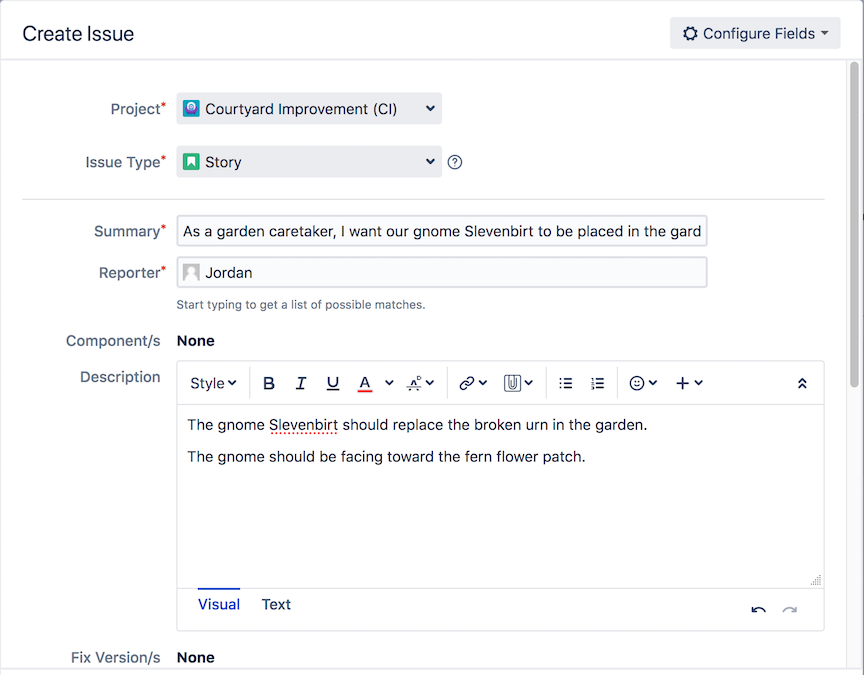 Create Issue
Configure Fields
Project* Courtyard Improvement (CI)
Issue Type* Story ?
Summary* As a garden caretaker, I want our gnome Slevenbirt to be placed in the gard
Reporter* Jordan
Start typing to get a list of possible matches.
Component/s None
Description
Style B I U A
The gnome Slevenbirt should replace the broken urn in the garden.
The gnome should be facing toward the fern flower patch.
Visual Text
Fix Version/s None